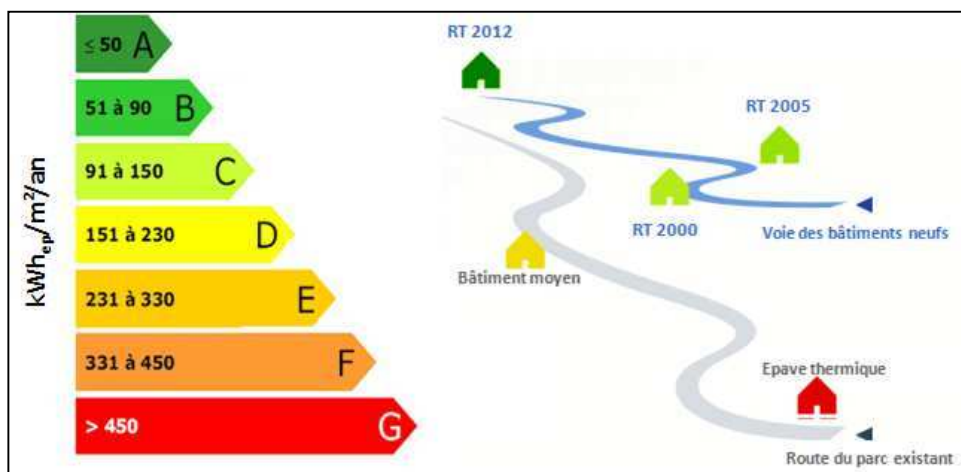 kWhep/m²/an
≤ 50 A
51 à 90 B
91 à 150 C
151 à 230 D
231 à 330 E
331 à 450 F
> 450 G
RT 2012
RT 2005
RT 2000
Voie des bâtiments neufs
Bâtiment moyen
Epave thermique
Route du parc existant